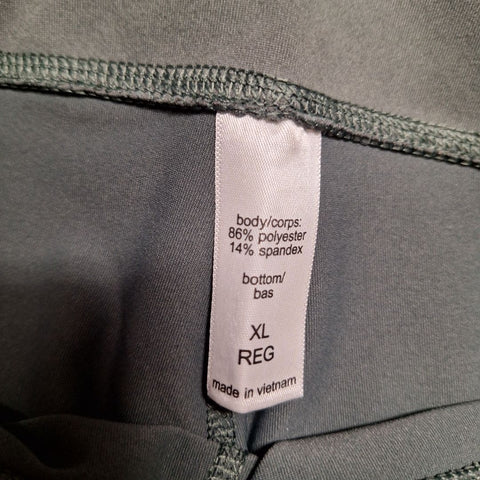 body/corps:
86% polyester
14% spandex
bottom/
bas
XL
REG
made in vietnam